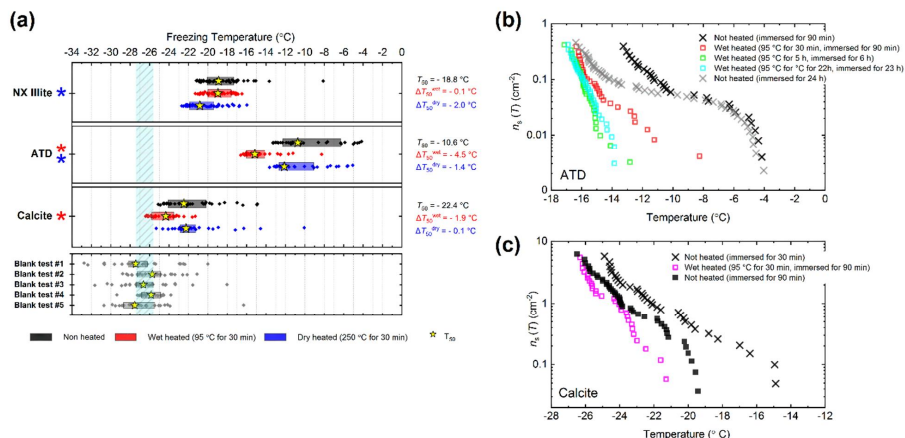 (a)
Freezing Temperature (°C)
-34 -32 -30 -28 -26 -24 -22 -20 -18 -16 -14 -12 -10 -8 -6 -4 -2 0
NX Illite *
T50 = - 18.8 °C
ΔT50wet = - 0.1 °C
ΔT50dry = - 2.0 °C
ATD *
*
T50 = - 10.6 °C
ΔT50wet = - 4.5 °C
ΔT50dry = - 1.4 °C
Calcite *
T50 = - 22.4 °C
ΔT50wet = - 1.9 °C
ΔT50dry = - 0.1 °C
Blank test #1
Blank test #2
Blank test #3
Blank test #4
Blank test #5
Non heated
Wet heated (95 °C for 30 min)
Dry heated (250 °C for 30 min)
T50
(b)
Not heated (immersed for 90 min)
Wet heated (95 °C for 30 min, immersed for 90 min)
Wet heated (95 °C for 5 h, immersed for 6 h)
Wet heated (95 °C for °C for 22h, immersed for 23 h)
Not heated (immersed for 24 h)
ns (T) (cm-2)
1
0.1
0.01
ATD
-18 -16 -14 -12 -10 -8 -6 -4 -2 0
Temperature (°C)
(c)
Not heated (immersed for 30 min)
Wet heated (95 °C for 30 min, immersed for 90 min)
Not heated (immersed for 90 min)
ns (T) (cm-2)
10
1
0.1
Calcite
-28 -26 -24 -22 -20 -18 -16 -14 -12
Temperature (° C)